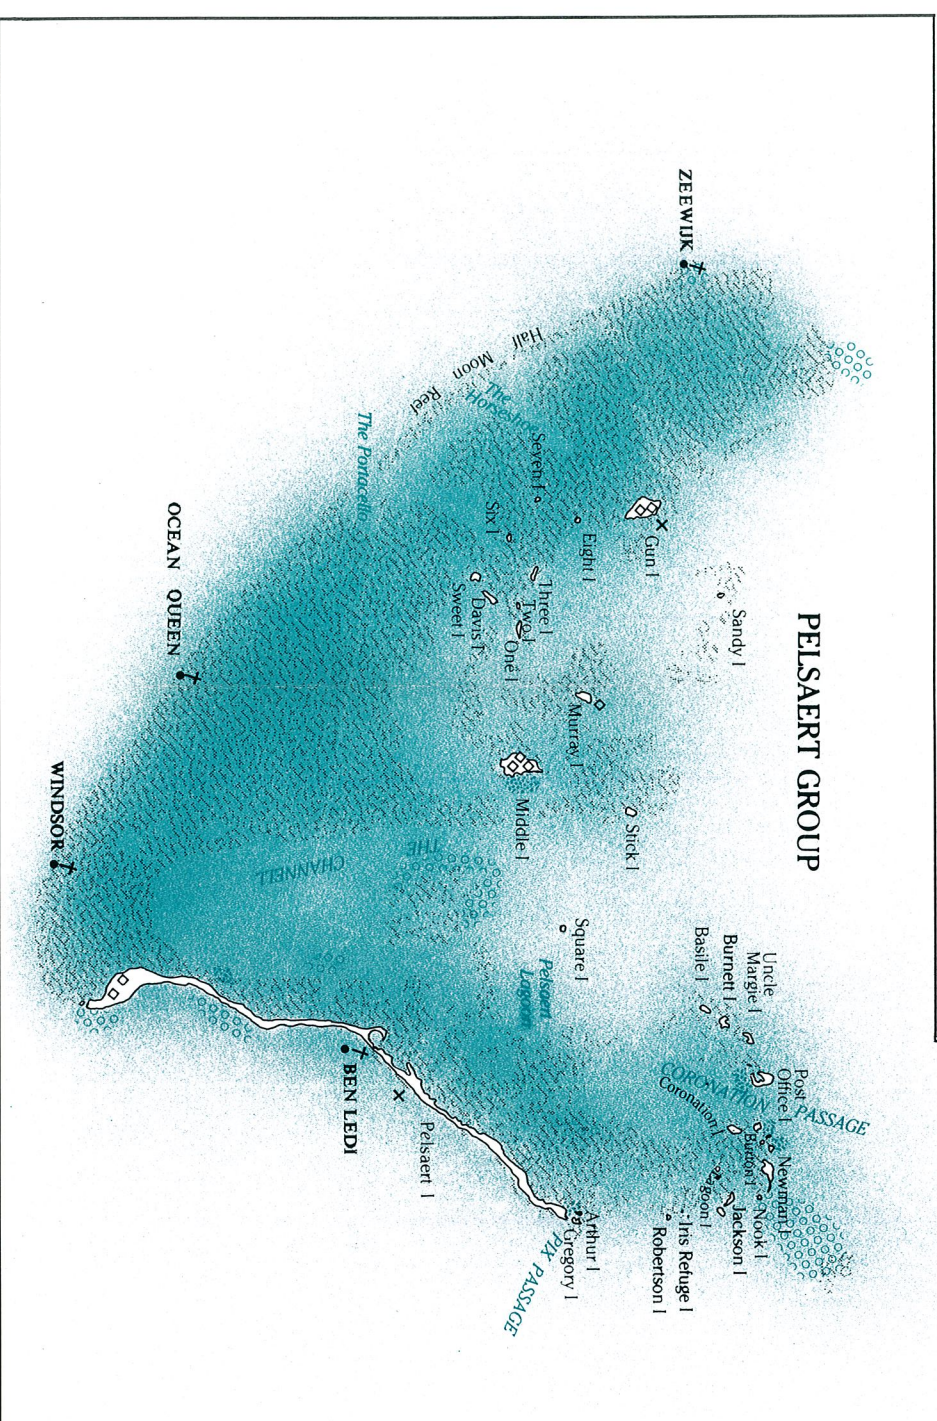 PELSAERT GROUP
ZEEWIJK
Half Moon Reef
The
Horseshoe
The Portacello
Seven I
Six I
Eight I
Gun I
Sandy I
Three I
Two I
One I
Davis I
Sweet I
Murray I
Middle I
Stick I
OCEAN QUEEN
WINDSOR
THE
CHANNELL
Square I
Pelsaert
Lagoon
Basile I
Burnett I
Uncle
Margie I
Post
Office I
CORONATION PASSAGE
Coronation I
Burton I
Newman I
Nook I
Jackson I
Iris Refuge I
Robertson I
BEN LEDI
Pelsaert I
Arthur I
Gregory I
PIX PASSAGE